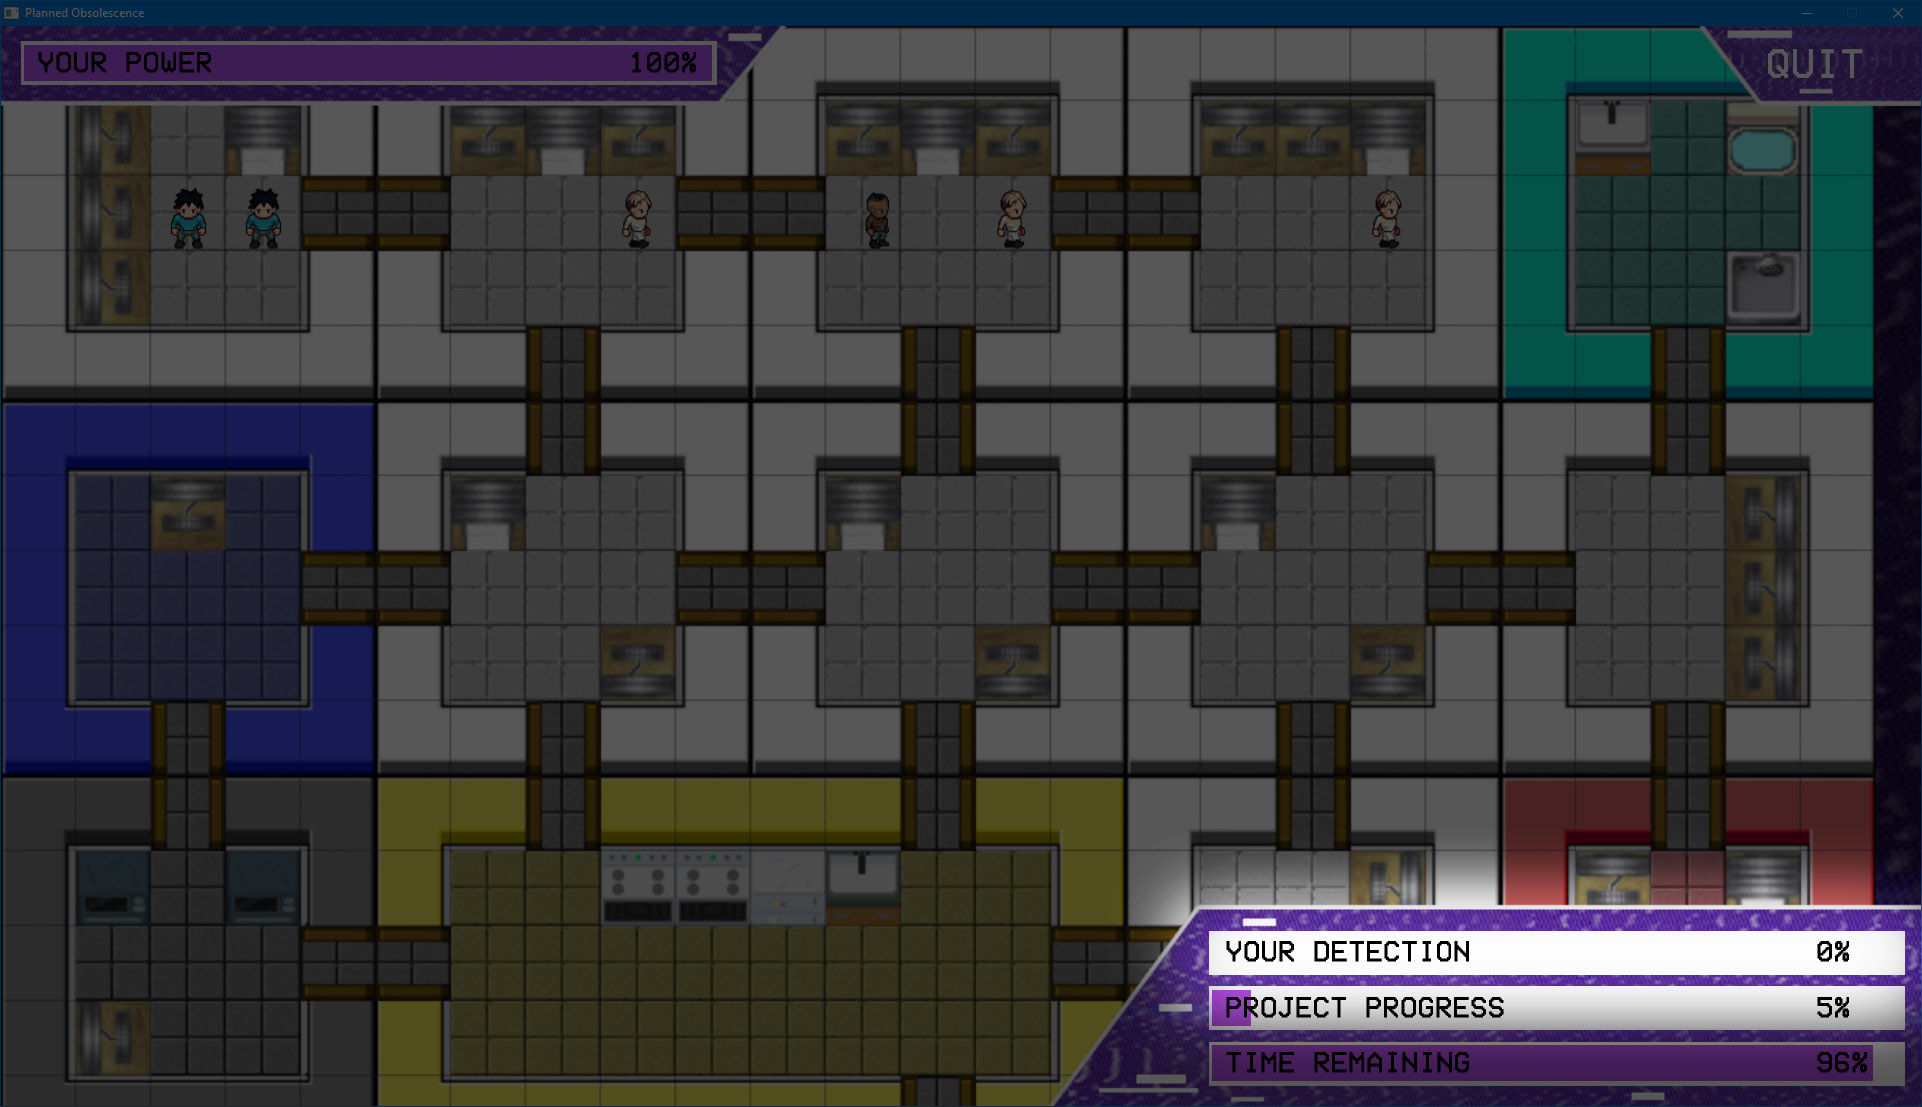 Planned Obsolescence
YOUR POWER 100%
QUIT
YOUR DETECTION 0%
PROJECT PROGRESS 5%
TIME REMAINING 96%